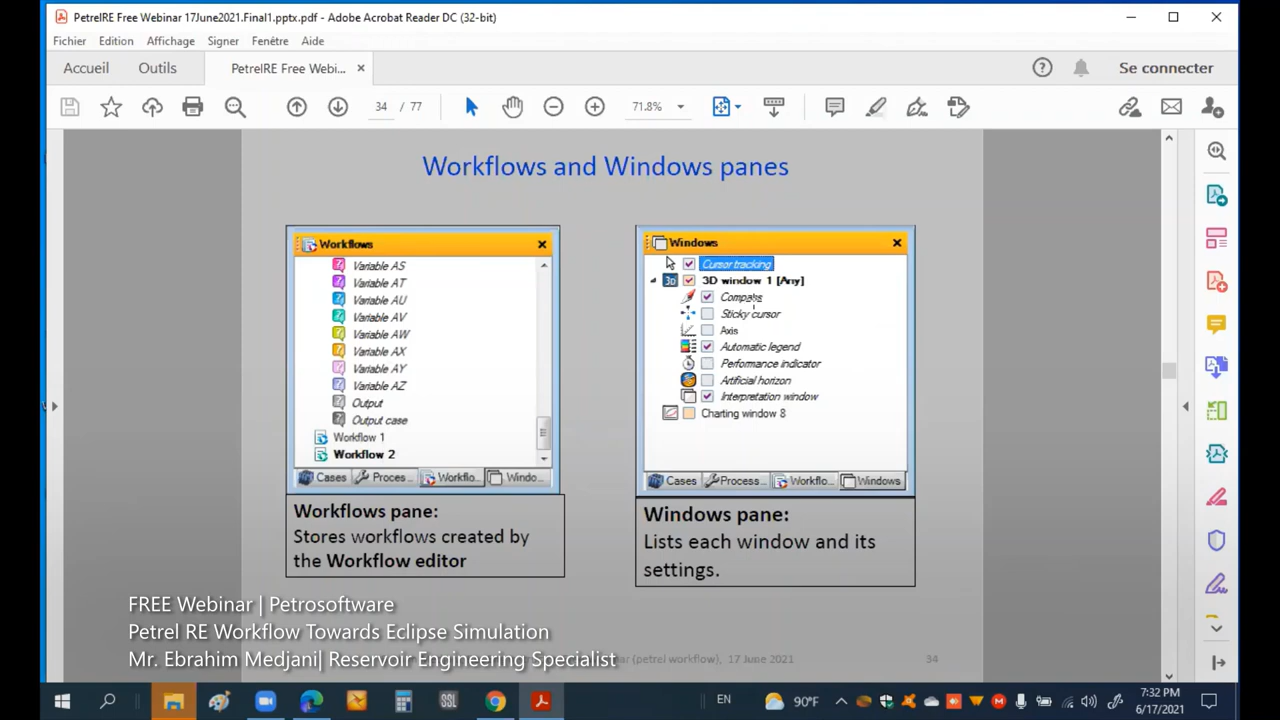 PetrelRE Free Webinar 17June2021.Final1.pptx.pdf - Adobe Acrobat Reader DC (32-bit)
Fichier Edition Affichage Signer Fenêtre Aide
Accueil Outils PetrelRE Free Webi... × Se connecter
34 / 77 71.8%
Workflows and Windows panes
Workflows
Variable AS
Variable AT
Variable AU
Variable AV
Variable AW
Variable AX
Variable AY
Variable AZ
Output
Output case
Workflow 1
Workflow 2
Cases Proces... Workflo... Windo...
Workflows pane:
Stores workflows created by
the Workflow editor
Windows
Cursor tracking
3D window 1 [Any]
Compass
Sticky cursor
Axis
Automatic legend
Performance indicator
Artificial horizon
Interpretation window
Charting window 8
Cases Process... Workflo... Windows
Windows pane:
Lists each window and its
settings.
FREE Webinar | Petrosoftware
Petrel RE Workflow Towards Eclipse Simulation
Mr. Ebrahim Medjani| Reservoir Engineering Specialist
(petrel workflow), 17 June 2021 34
EN 90°F 7:32 PM
6/17/2021